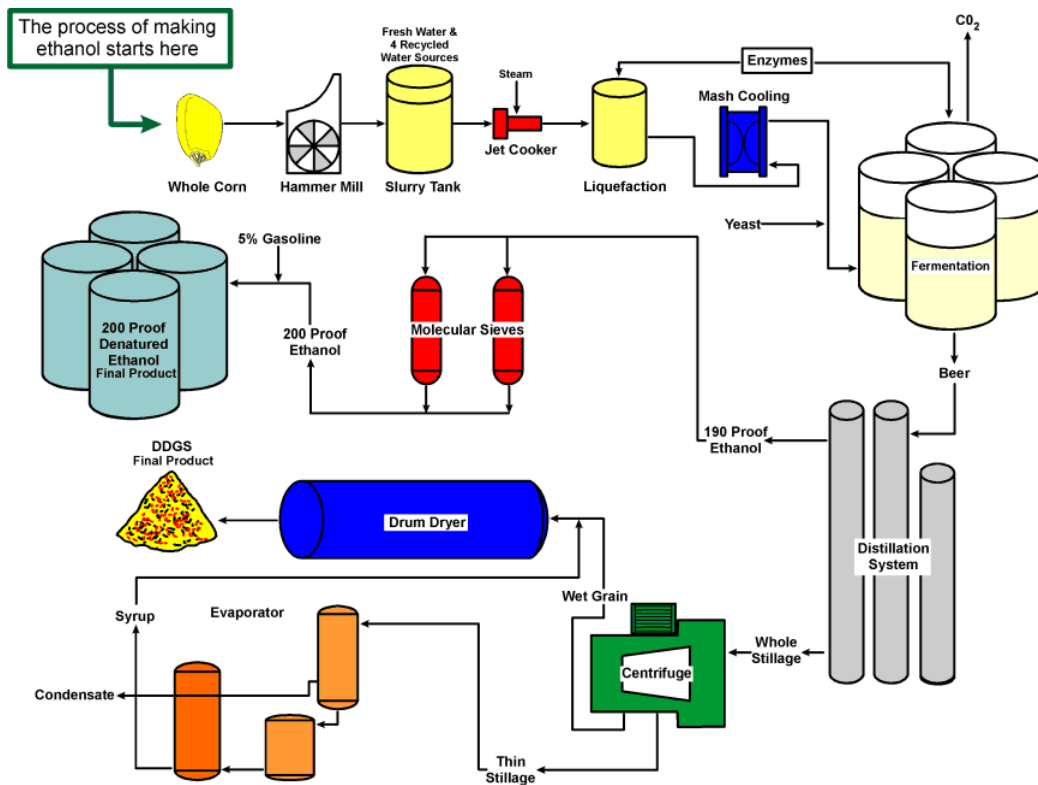 The process of making
ethanol starts here
Fresh Water &
4 Recycled
Water Sources
C0₂
Enzymes
Steam
Mash Cooling
Jet Cooker
Whole Corn
Hammer Mill
Slurry Tank
Liquefaction
Yeast
Fermentation
5% Gasoline
Molecular Sieves
200 Proof
Ethanol
200 Proof
Denatured
Ethanol
Final Product
Beer
190 Proof
Ethanol
DDGS
Final Product
Drum Dryer
Distillation
System
Wet Grain
Evaporator
Syrup
Whole
Stillage
Centrifuge
Condensate
Thin
Stillage